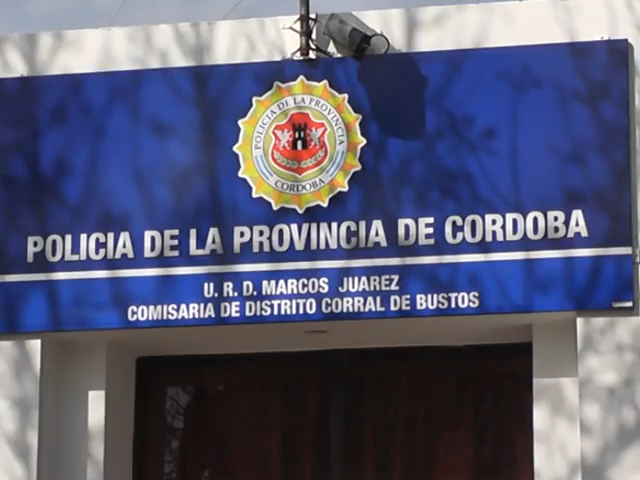 POLICIA DE LA PROVINCIA
CORDOBA
POLICIA DE LA PROVINCIA DE CORDOBA
U. R. D. MARCOS JUAREZ
COMISARIA DE DISTRITO CORRAL DE BUSTOS